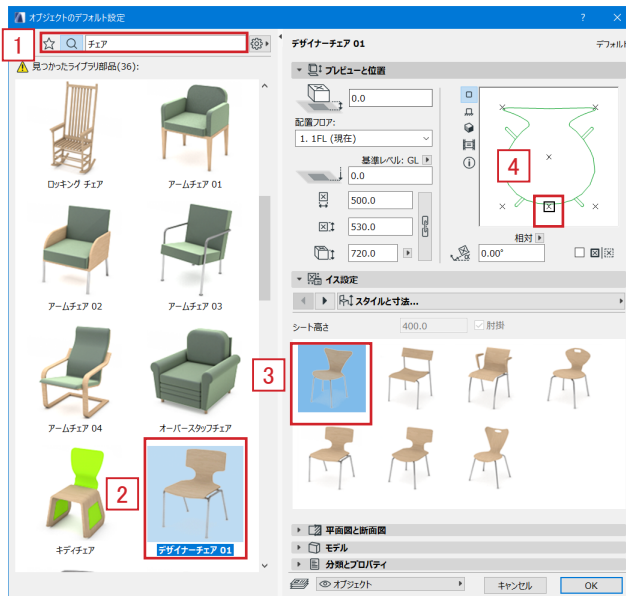 オブジェクトのデフォルト設定
? ×
1
チェア
見つかったライブラリ部品(36):
ロッキング チェア
アームチェア 01
アームチェア 02
アームチェア 03
アームチェア 04
オーバースタッフチェア
2
キディチェア
デザイナーチェア 01
デザイナーチェア 01
デフォルト
プレビューと位置
0.0
配置フロア:
1. 1FL (現在)
基準レベル: GL
0.0
500.0
530.0
720.0
4
相対
0.00°
イス設定
スタイルと寸法...
シート高さ
400.0
肘掛
3
平面図と断面図
モデル
分類とプロパティ
オブジェクト
キャンセル
OK